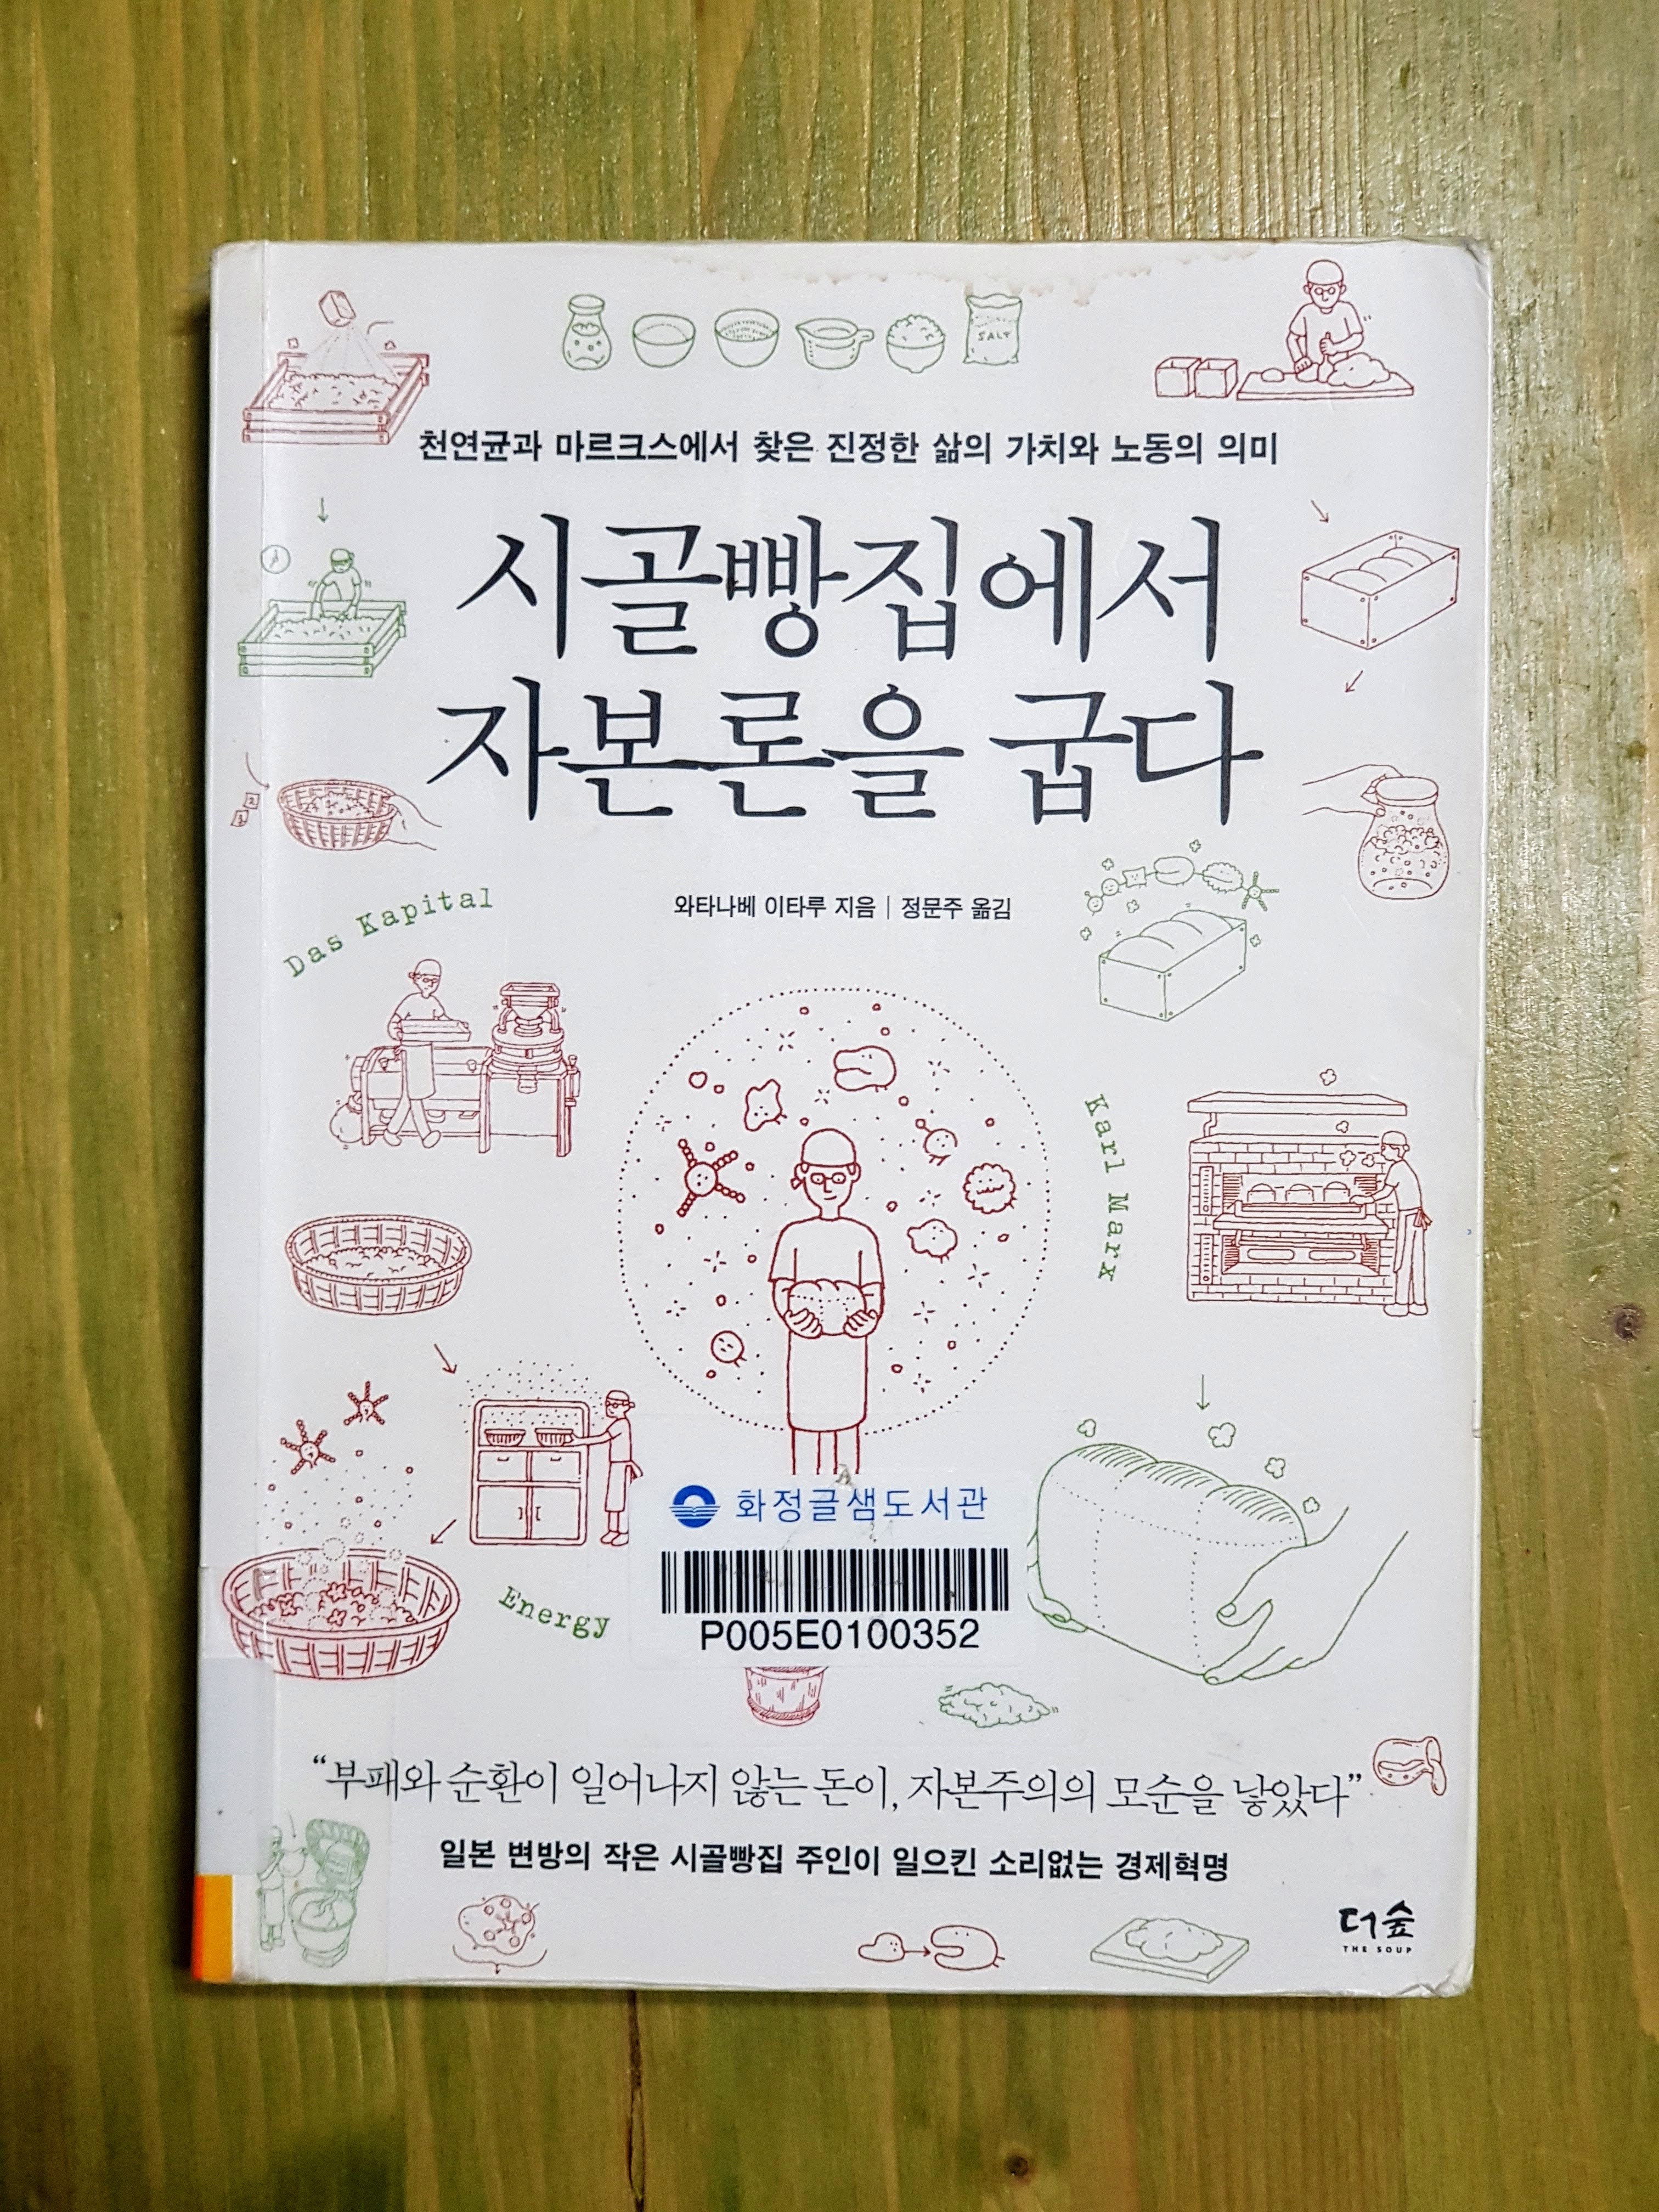 SALT
천연균과 마르크스에서 찾은 진정한 삶의 가치와 노동의 의미
시골빵집에서
자본론을 굽다
와타나베 이타루 지음 | 정문주 옮김
Das Kapital
Karl Marx
화정글샘도서관
P005E0100352
Energy
“부패와 순환이 일어나지 않는 돈이, 자본주의의 모순을 낳았다”
일본 변방의 작은 시골빵집 주인이 일으킨 소리없는 경제혁명
더숲
THE SOUP